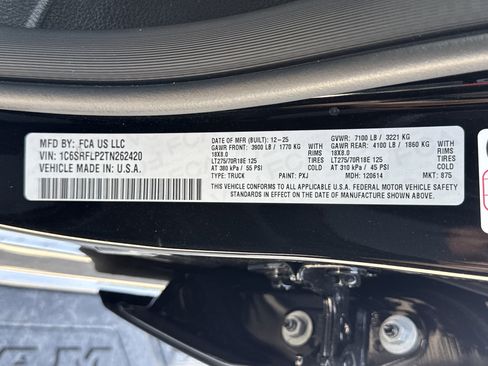 MFD BY: FCA US LLC
VIN: 1C6SRFLP2TN262420
VEHICLE MADE IN U.S.A.
DATE OF MFR (BUILT): 12-25
GAWR FRONT: 3900 LB / 1770 KG
18X8.0
LT275/70R18E 125
TIRES
RIMS
AT 380 kPa / 55 PSI
TYPE: TRUCK
PAINT: PXJ
GVWR: 7100 LB / 3221 KG
GAWR REAR: 4100 LB / 1860 KG
18X8.0
LT275/70R18E 125
RIMS
TIRES
AT 310 kPa / 45 PSI
MDH: 120614
MKT: 875
THIS VEHICLE CONFORMS TO ALL APPLICABLE FEDERAL MOTOR VEHICLE SAFETY
STANDARDS IN EFFECT ON THE DATE OF MANUFACTURE SHOWN ABOVE.
RAM